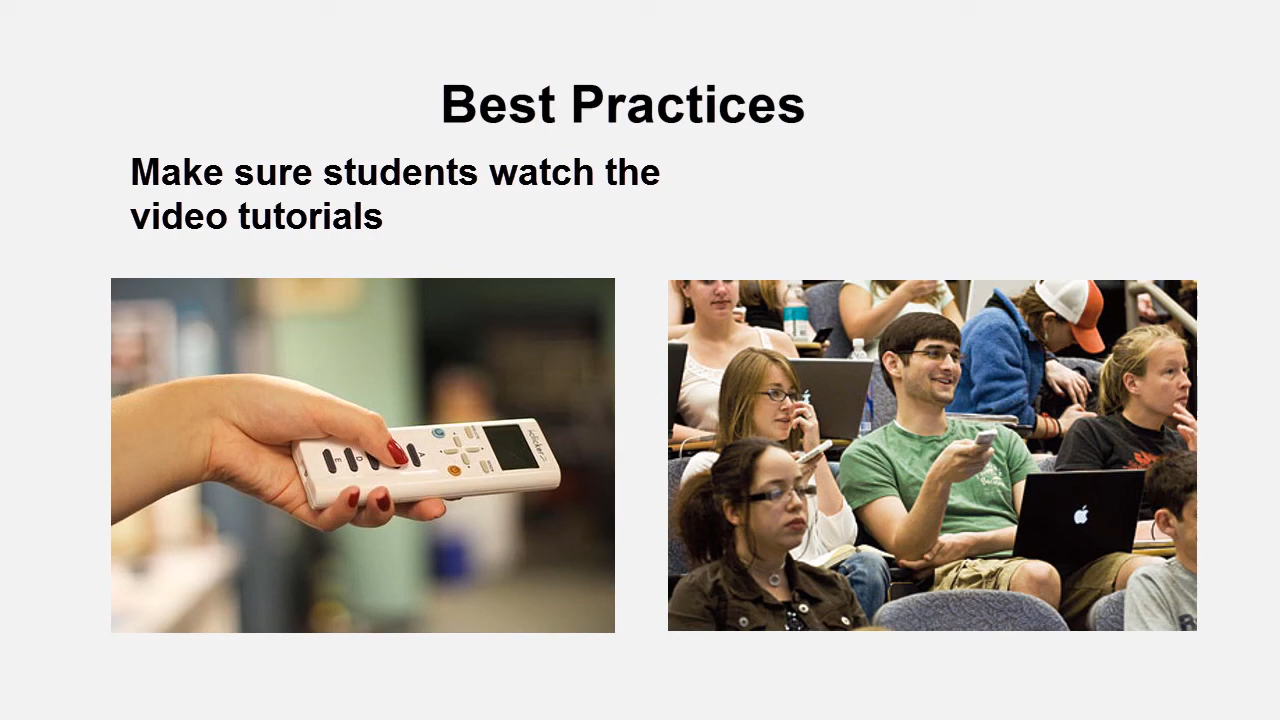 Best Practices
Make sure students watch the
video tutorials
E
D
A